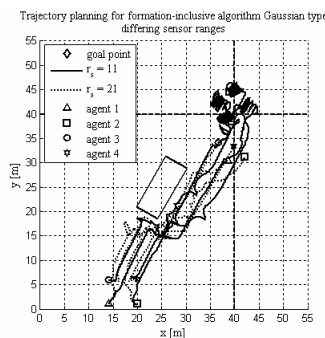 Trajectory planning for formation-inclusive algorithm Gaussian type
differing sensor ranges
goal point
r_s = 11
r_s = 21
agent 1
agent 2
agent 3
agent 4
y [m]
55
50
45
40
35
30
25
20
15
10
5
0
0 5 10 15 20 25 30 35 40 45 50 55
x [m]